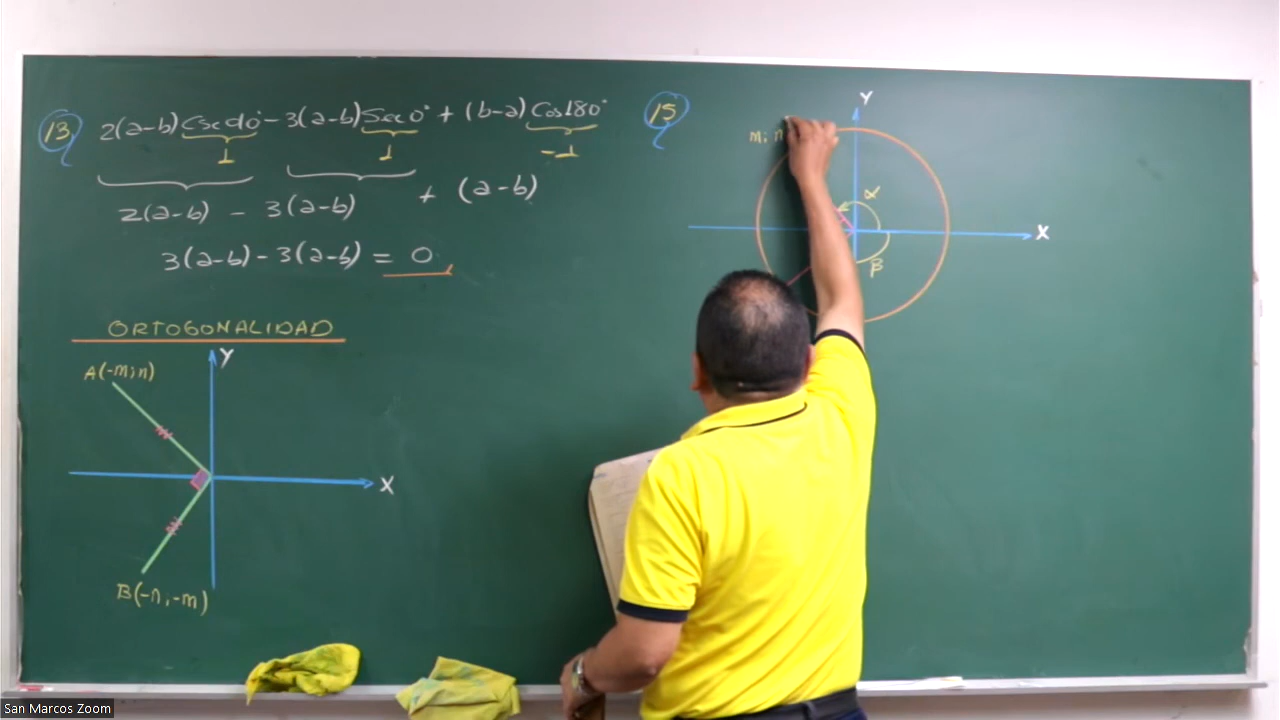 13
2(a-b)Csc90° - 3(a-b)Sec0° + (b-a)Cos180°
1 1 -1
2(a-b) - 3(a-b) + (a-b)
3(a-b) - 3(a-b) = 0
ORTOGONALIDAD
A(-m;n)
Y
X
B(-n;-m)
15
Y
m; n
α
X
β
San Marcos Zoom